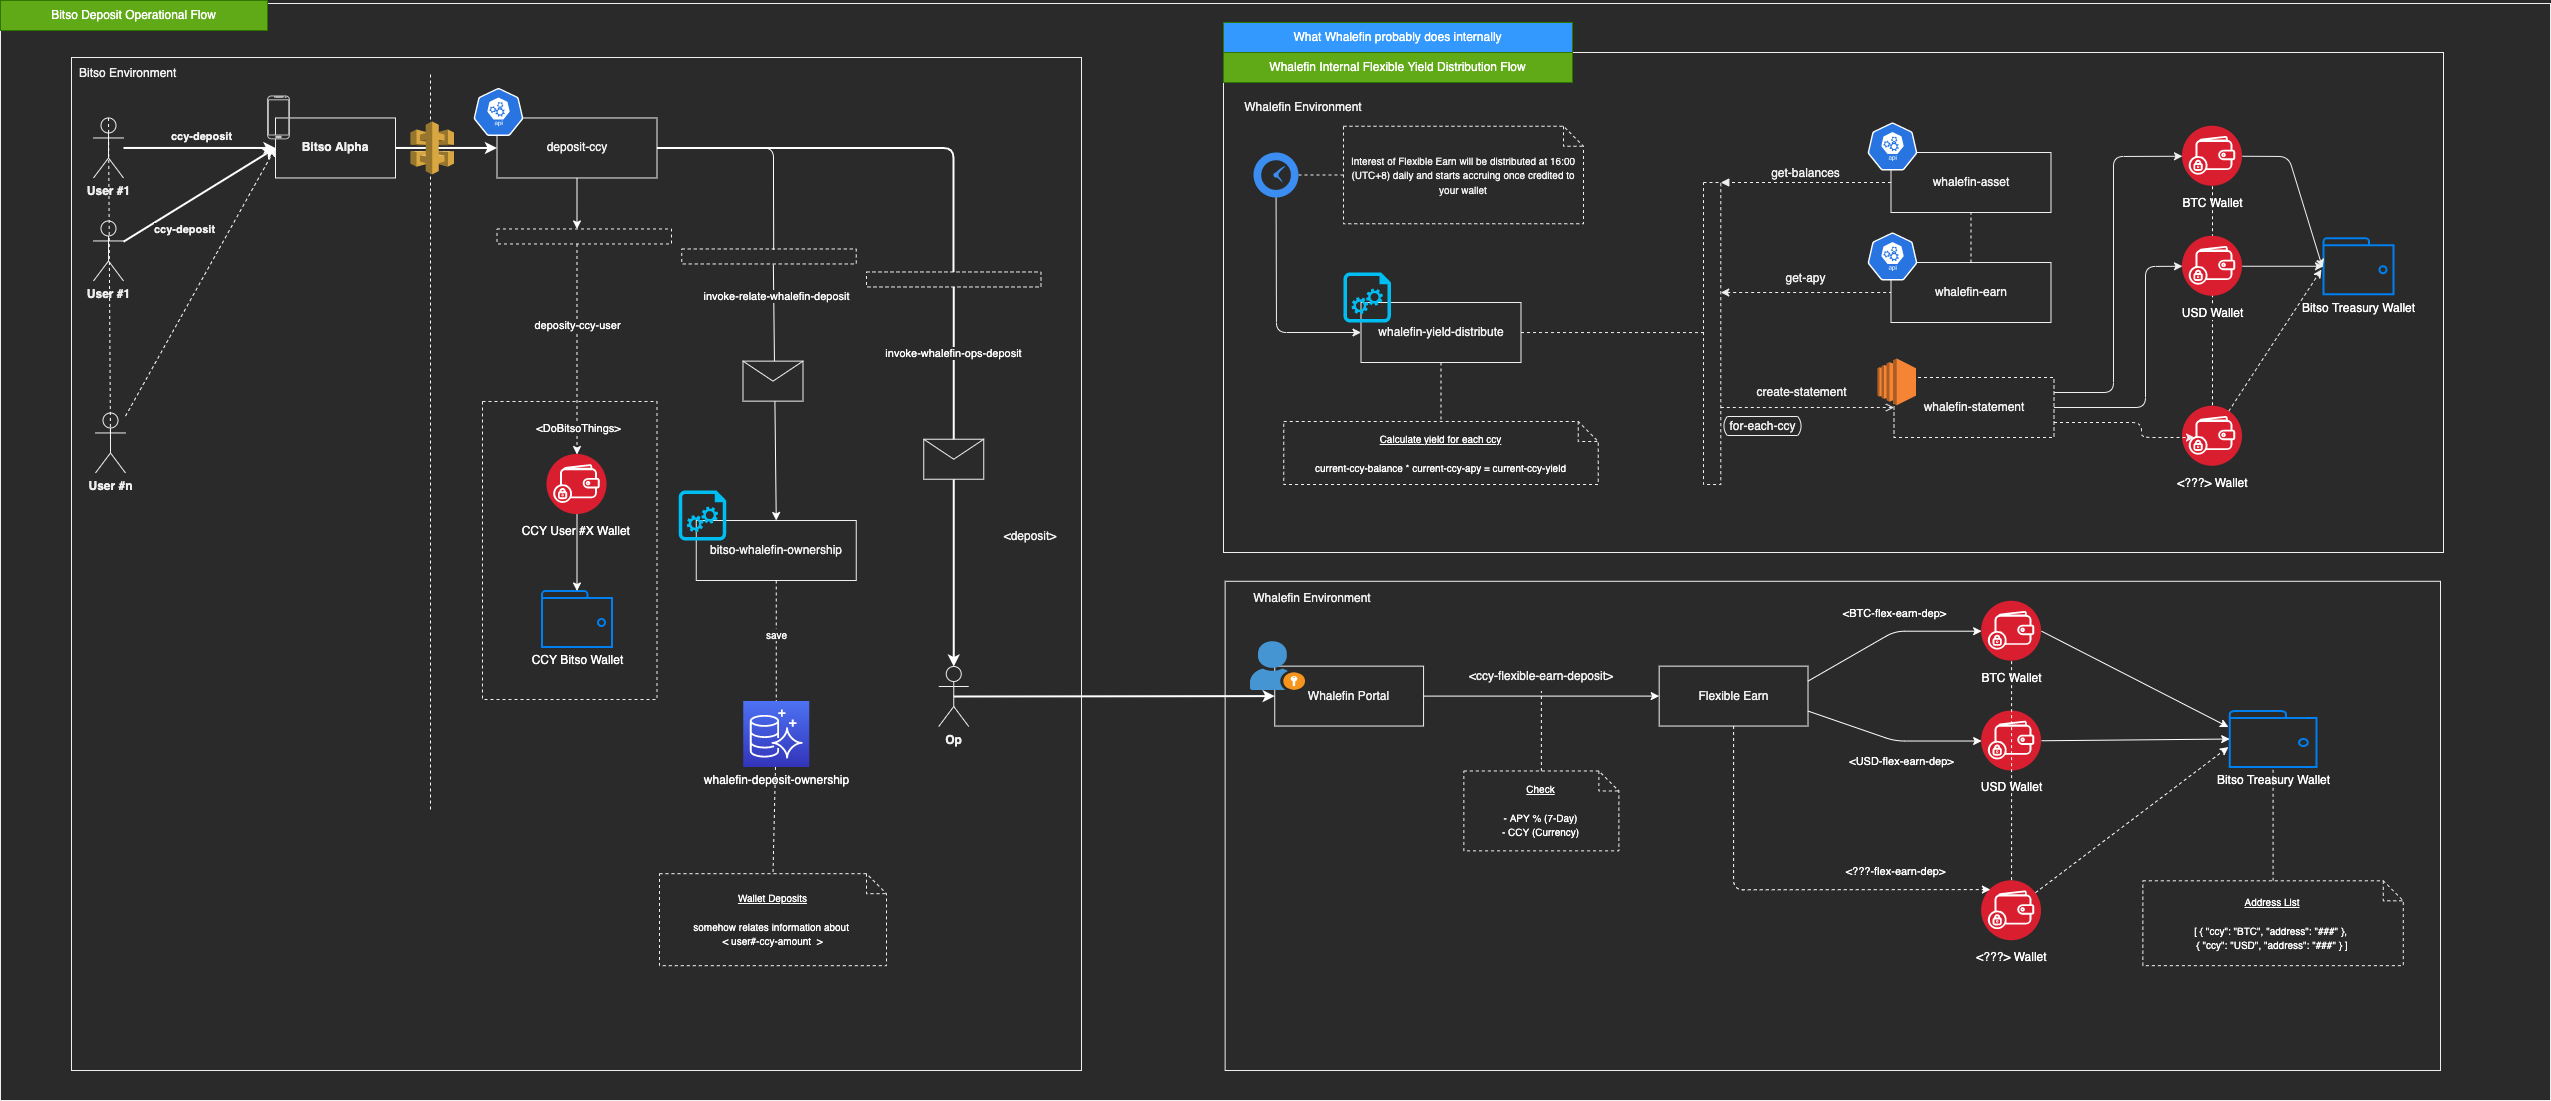 Bitso Deposit Operational Flow
Bitso Environment
ccy-deposit
User #1
ccy-deposit
User #1
User #n
Bitso Alpha
api
deposit-ccy
deposity-ccy-user
invoke-relate-whalefin-deposit
invoke-whalefin-ops-deposit
<DoBitsoThings>
CCY User #X Wallet
CCY Bitso Wallet
bitso-whalefin-ownership
save
whalefin-deposit-ownership
Wallet Deposits
somehow relates information about
< user#-ccy-amount >
<deposit>
Op
What Whalefin probably does internally
Whalefin Internal Flexible Yield Distribution Flow
Whalefin Environment
Interest of Flexible Earn will be distributed at 16:00
(UTC+8) daily and starts accruing once credited to
your wallet
whalefin-yield-distribute
Calculate yield for each ccy
current-ccy-balance * current-ccy-apy = current-ccy-yield
get-balances
api
whalefin-asset
get-apy
api
whalefin-earn
create-statement
for-each-ccy
whalefin-statement
BTC Wallet
USD Wallet
<???> Wallet
Bitso Treasury Wallet
Whalefin Environment
Whalefin Portal
<ccy-flexible-earn-deposit>
Check
- APY % (7-Day)
- CCY (Currency)
Flexible Earn
<BTC-flex-earn-dep>
<USD-flex-earn-dep>
<???-flex-earn-dep>
BTC Wallet
USD Wallet
<???> Wallet
Bitso Treasury Wallet
Address List
[ { "ccy": "BTC", "address": "###" },
{ "ccy": "USD", "address": "###" } ]